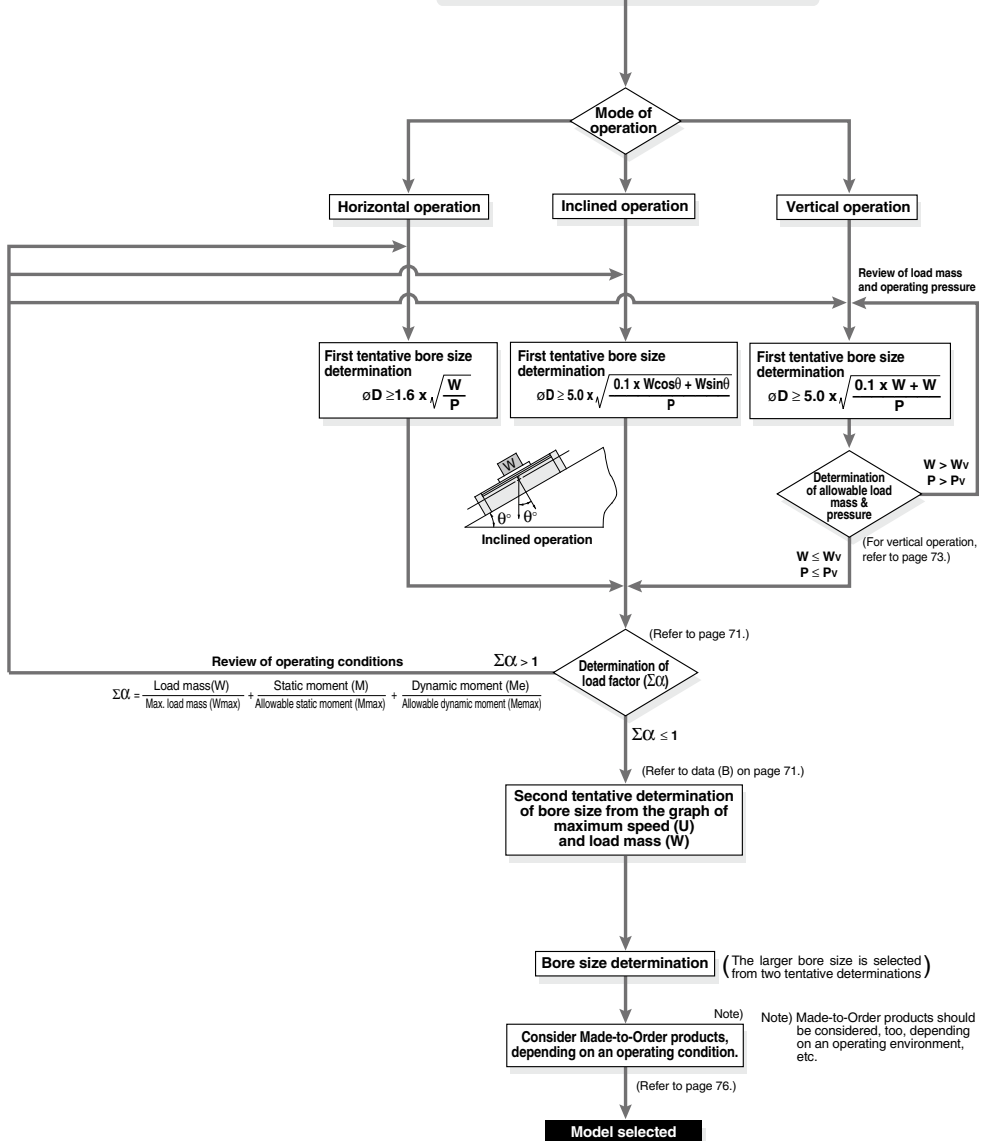 Mode of
operation
Horizontal operation
Inclined operation
Vertical operation
Review of load mass
and operating pressure
First tentative bore size
determination
øD ≥1.6 x √(W/P)
First tentative bore size
determination
øD ≥ 5.0 x √((0.1 x Wcosθ + Wsinθ)/P)
First tentative bore size
determination
øD ≥ 5.0 x √((0.1 x W + W)/P)
W
θ° θ°
Inclined operation
Determination
of allowable load
mass &
pressure
W > Wv
P > Pv
(For vertical operation,
refer to page 73.)
W ≤ Wv
P ≤ Pv
(Refer to page 71.)
Determination of
load factor (Σα)
Review of operating conditions
Σα > 1
Σα = Load mass(W)/Max. load mass (Wmax) + Static moment (M)/Allowable static moment (Mmax) + Dynamic moment (Me)/Allowable dynamic moment (Memax)
Σα ≤ 1
(Refer to data (B) on page 71.)
Second tentative determination
of bore size from the graph of
maximum speed (U)
and load mass (W)
Bore size determination
(The larger bore size is selected
from two tentative determinations)
Note)
Consider Made-to-Order products,
depending on an operating condition.
Note) Made-to-Order products should
be considered, too, depending
on an operating environment,
etc.
(Refer to page 76.)
Model selected